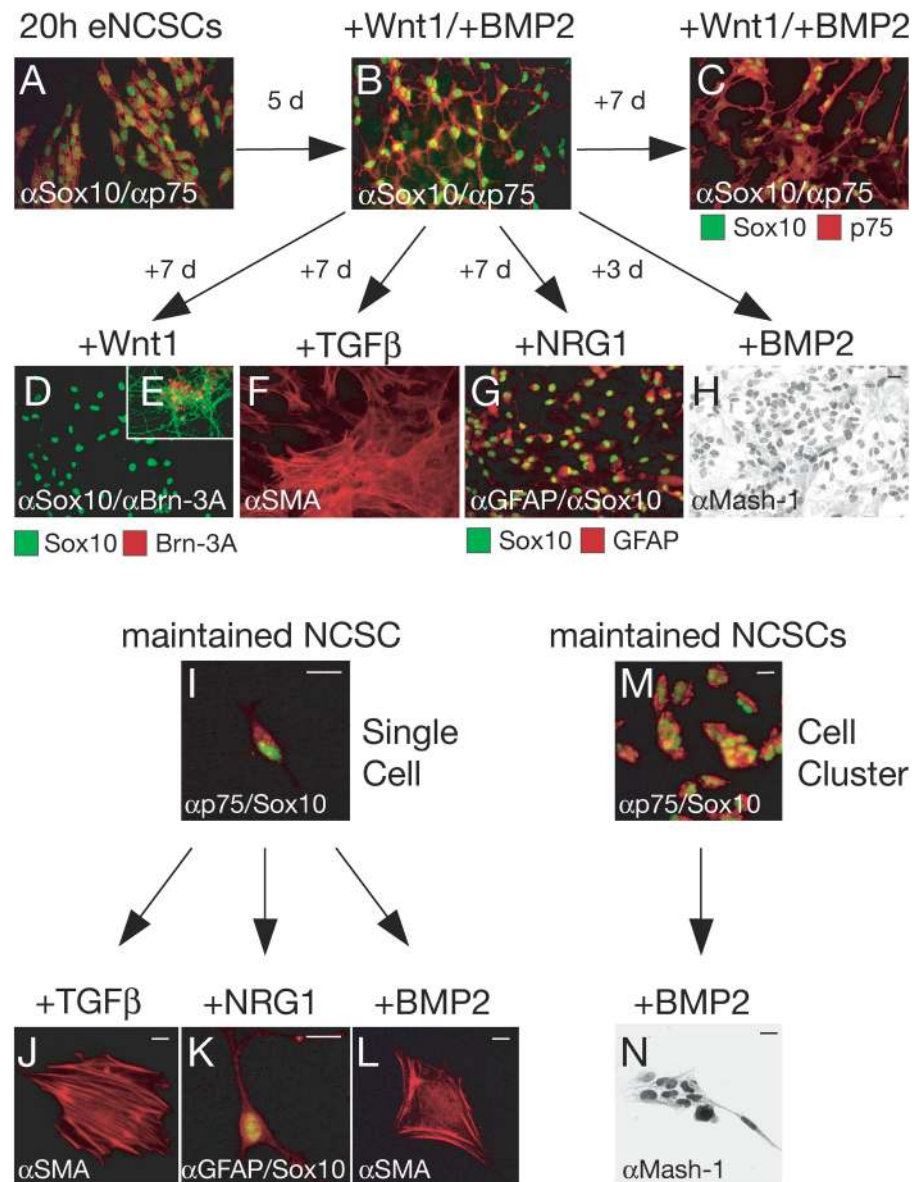 20h eNCSCs
+Wnt1/+BMP2
+Wnt1/+BMP2
A
B
C
5 d
+7 d
αSox10/αp75
αSox10/αp75
αSox10/αp75
Sox10 p75
+7 d
+7 d
+7 d
+3 d
+Wnt1
+TGFβ
+NRG1
+BMP2
D
E
F
G
H
αSox10/αBrn-3A
αSMA
αGFAP/αSox10
αMash-1
Sox10 Brn-3A
Sox10 GFAP
maintained NCSC
maintained NCSCs
I
Single
Cell
αp75/Sox10
M
Cell
Cluster
αp75/Sox10
+TGFβ
+NRG1
+BMP2
+BMP2
J
K
L
N
αSMA
αGFAP/Sox10
αSMA
αMash-1